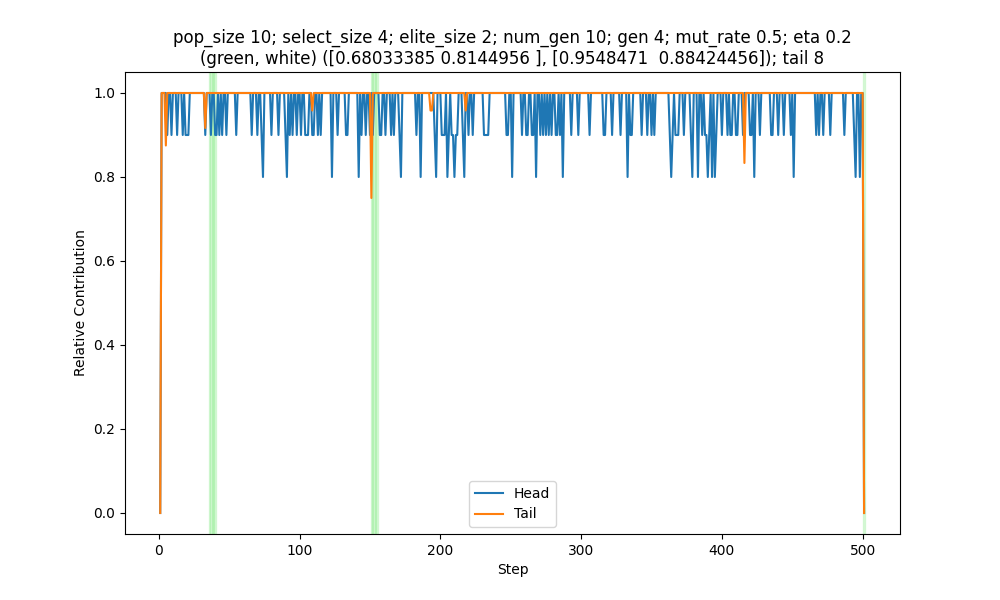 pop_size 10; select_size 4; elite_size 2; num_gen 10; gen 4; mut_rate 0.5; eta 0.2
(green, white) ([0.68033385 0.8144956 ], [0.9548471  0.88424456]); tail 8
1.0
0.8
0.6
0.4
0.2
0.0
Relative Contribution
Head
Tail
0
100
200
300
400
500
Step